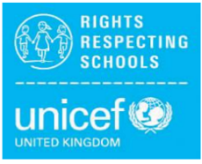 RIGHTS
RESPECTING
SCHOOLS
unicef
UNITED KINGDOM